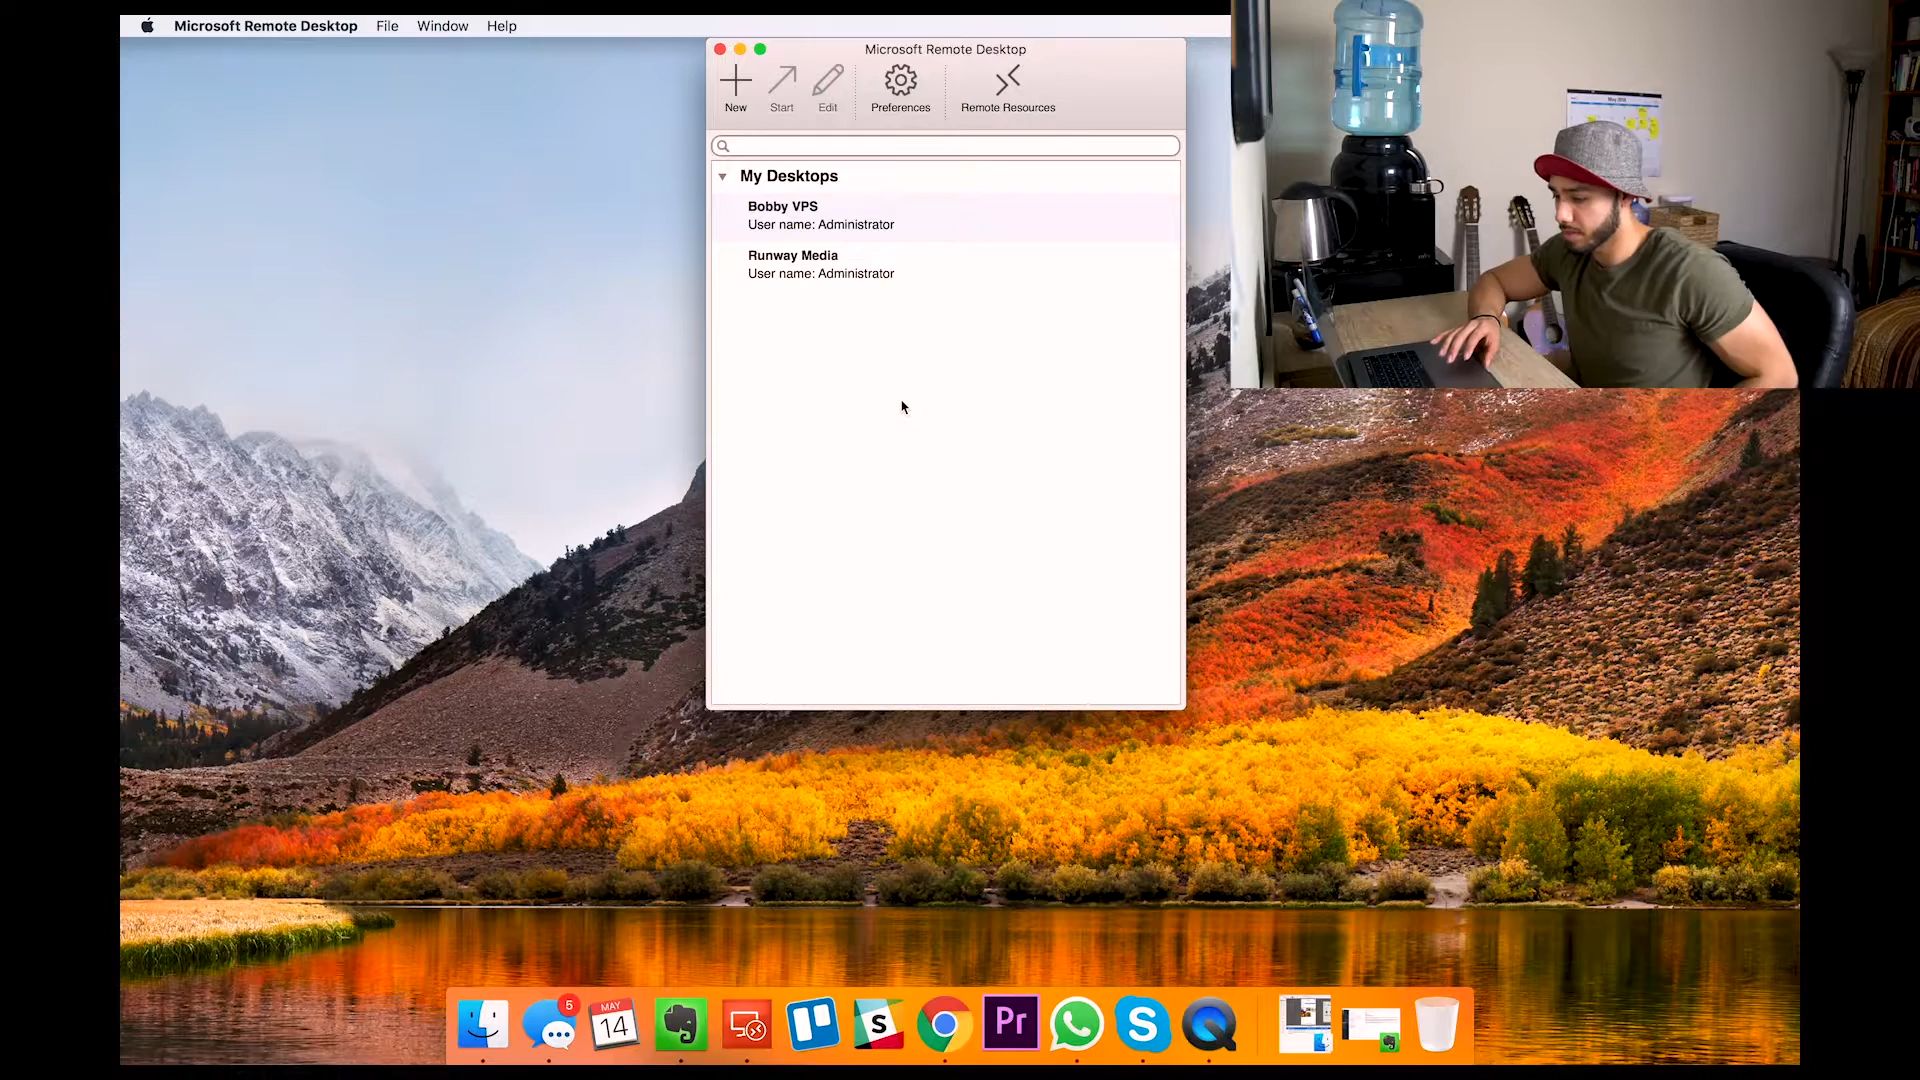 Microsoft Remote Desktop File Window Help
Microsoft Remote Desktop
New Start Edit Preferences Remote Resources
My Desktops
Bobby VPS
User name: Administrator
Runway Media
User name: Administrator
5
MAY
14
S
Pr
S